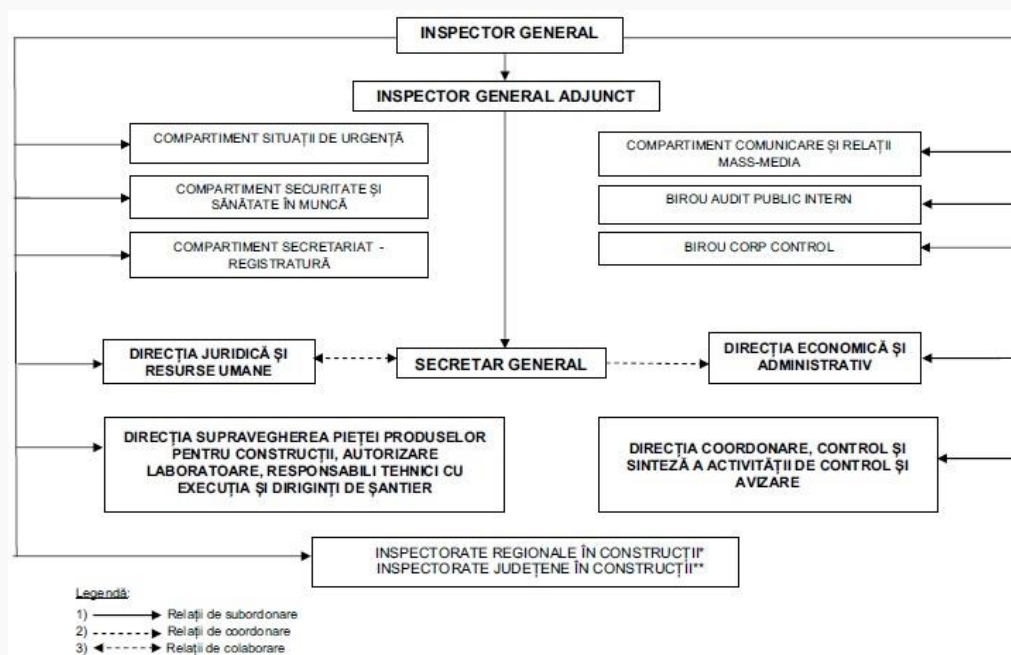 INSPECTOR GENERAL
INSPECTOR GENERAL ADJUNCT
COMPARTIMENT SITUAȚII DE URGENȚĂ
COMPARTIMENT COMUNICARE ȘI RELAȚII
MASS-MEDIA
COMPARTIMENT SECURITATE ȘI
SĂNĂTATE ÎN MUNCĂ
BIROU AUDIT PUBLIC INTERN
COMPARTIMENT SECRETARIAT -
REGISTRATURĂ
BIROU CORP CONTROL
DIRECȚIA JURIDICĂ ȘI
RESURSE UMANE
SECRETAR GENERAL
DIRECȚIA ECONOMICĂ ȘI
ADMINISTRATIV
DIRECȚIA SUPRAVEGHEREA PIEȚEI PRODUSELOR
PENTRU CONSTRUCȚII, AUTORIZARE
LABORATOARE, RESPONSABILI TEHNICI CU
EXECUȚIA ȘI DIRIGINȚI DE ȘANTIER
DIRECȚIA COORDONARE, CONTROL ȘI
SINTEZĂ A ACTIVITĂȚII DE CONTROL ȘI
AVIZARE
INSPECTORATE REGIONALE ÎN CONSTRUCȚII*
INSPECTORATE JUDEȚENE ÎN CONSTRUCȚII**
Legendă:
1) Relații de subordonare
2) Relații de coordonare
3) Relații de colaborare